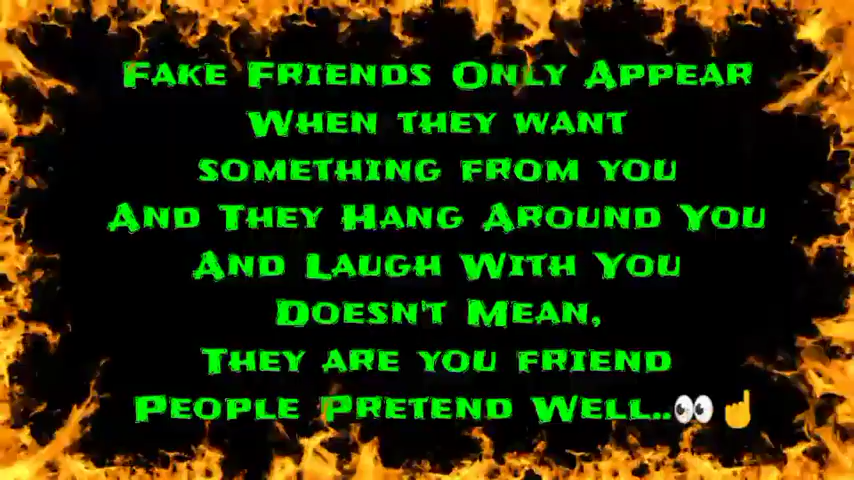 Fake Friends Only Appear
When they want
something from you
And They Hang Around You
And Laugh With You
Doesn't Mean,
They are you friend
People Pretend Well..👀☝